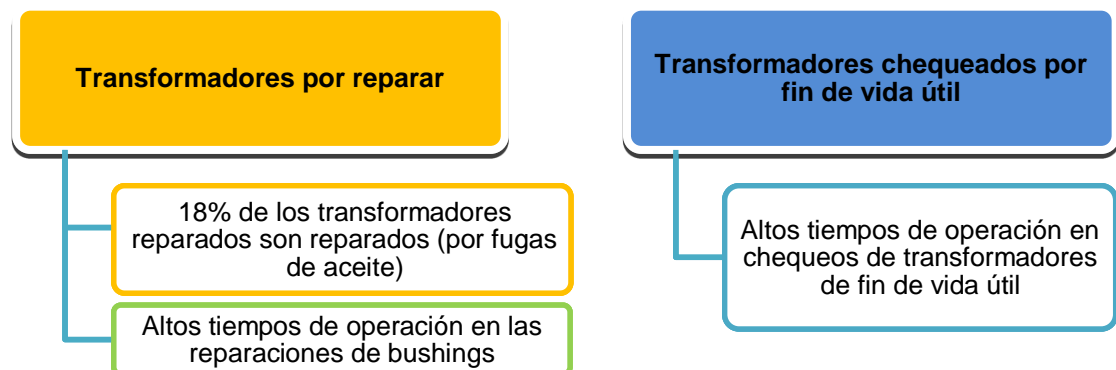 Transformadores por reparar
18% de los transformadores
reparados son reparados (por fugas
de aceite)
Altos tiempos de operación en las
reparaciones de bushings
Transformadores chequeados por
fin de vida útil
Altos tiempos de operación en
chequeos de transformadores
de fin de vida útil